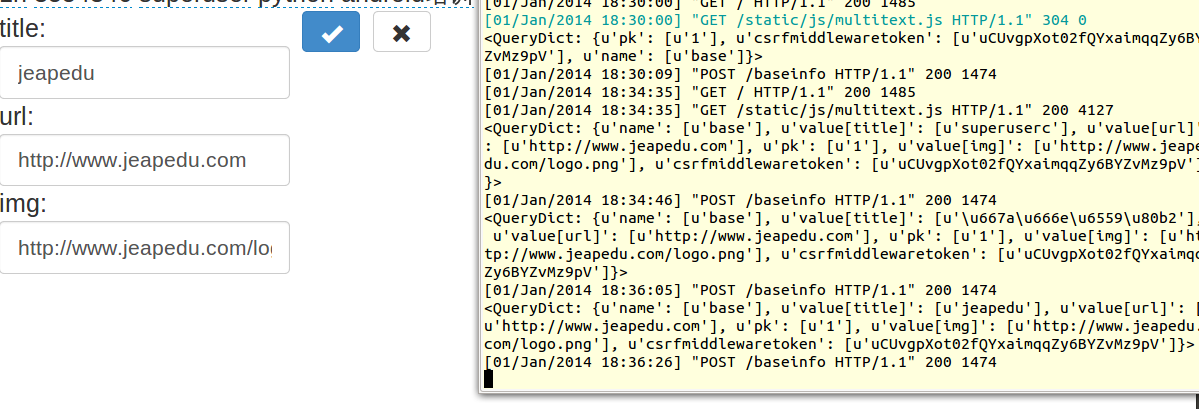 title:
jeapedu
url:
http://www.jeapedu.com
img:
http://www.jeapedu.com/log
[01/Jan/2014 18:30:00] "GET / HTTP/1.1" 200 1485
[01/Jan/2014 18:30:00] "GET /static/js/multitext.js HTTP/1.1" 304 0
<QueryDict: {u'pk': [u'1'], u'csrfmiddlewaretoken': [u'uCUvgpXot02fQYxaimqqZy6BY
ZvMz9pV'], u'name': [u'base']}>
[01/Jan/2014 18:30:09] "POST /baseinfo HTTP/1.1" 200 1474
[01/Jan/2014 18:34:35] "GET / HTTP/1.1" 200 1485
[01/Jan/2014 18:34:35] "GET /static/js/multitext.js HTTP/1.1" 200 4127
<QueryDict: {u'name': [u'base'], u'value[title]': [u'superuserc'], u'value[url]'
: [u'http://www.jeapedu.com'], u'pk': [u'1'], u'value[img]': [u'http://www.jeape
du.com/logo.png'], u'csrfmiddlewaretoken': [u'uCUvgpXot02fQYxaimqqZy6BYZvMz9pV']
}>
[01/Jan/2014 18:34:46] "POST /baseinfo HTTP/1.1" 200 1474
<QueryDict: {u'name': [u'base'], u'value[title]': [u'\u667a\u666e\u6559\u80b2'],
u'value[url]': [u'http://www.jeapedu.com'], u'pk': [u'1'], u'value[img]': [u'ht
tp://www.jeapedu.com/logo.png'], u'csrfmiddlewaretoken': [u'uCUvgpXot02fQYxaimqq
Zy6BYZvMz9pV']}>
[01/Jan/2014 18:36:05] "POST /baseinfo HTTP/1.1" 200 1474
<QueryDict: {u'name': [u'base'], u'value[title]': [u'jeapedu'], u'value[url]': [
u'http://www.jeapedu.com'], u'pk': [u'1'], u'value[img]': [u'http://www.jeapedu.
com/logo.png'], u'csrfmiddlewaretoken': [u'uCUvgpXot02fQYxaimqqZy6BYZvMz9pV']}>
[01/Jan/2014 18:36:26] "POST /baseinfo HTTP/1.1" 200 1474